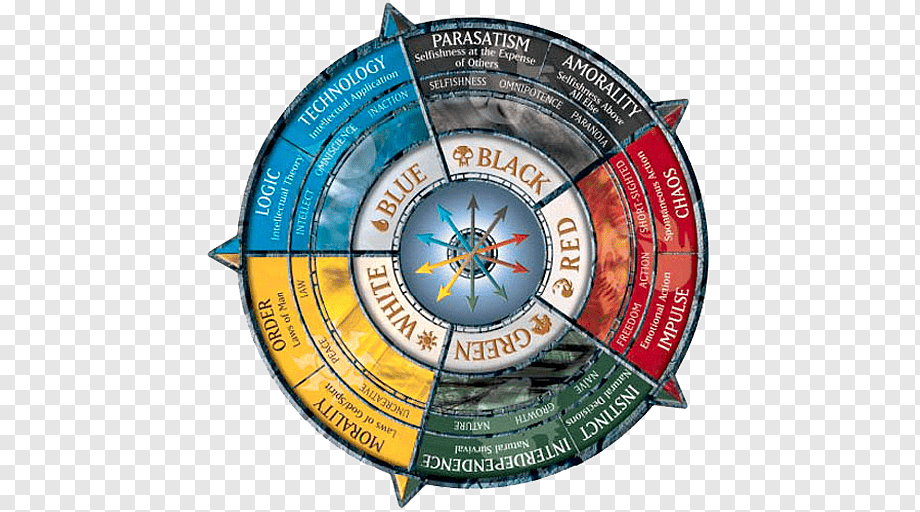 PARASATISM
Selfishness at the Expense
of Others
SELFISHNESS
OMNIPOTENCE
PARANOIA
AMORALITY
Selfishness Above
All Else
BLACK
CHAOS
Spontaneous Action
SHORT-SIGHTED
ACTION
FREEDOM
IMPULSE
Emotional Action
RED
INSTINCT
Natural Decisions
NAIVE
GROWTH
NATURE
INTERDEPENDENCE
Natural Survival
GREEN
MORALITY
Laws of God/Spirit
UNCREATIVE
PEACE
LAW
ORDER
Laws of Man
WHITE
LOGIC
Intellectual Theory
INTELLECT
OMNISCIENCE
INACTION
TECHNOLOGY
Intellectual Application
BLUE